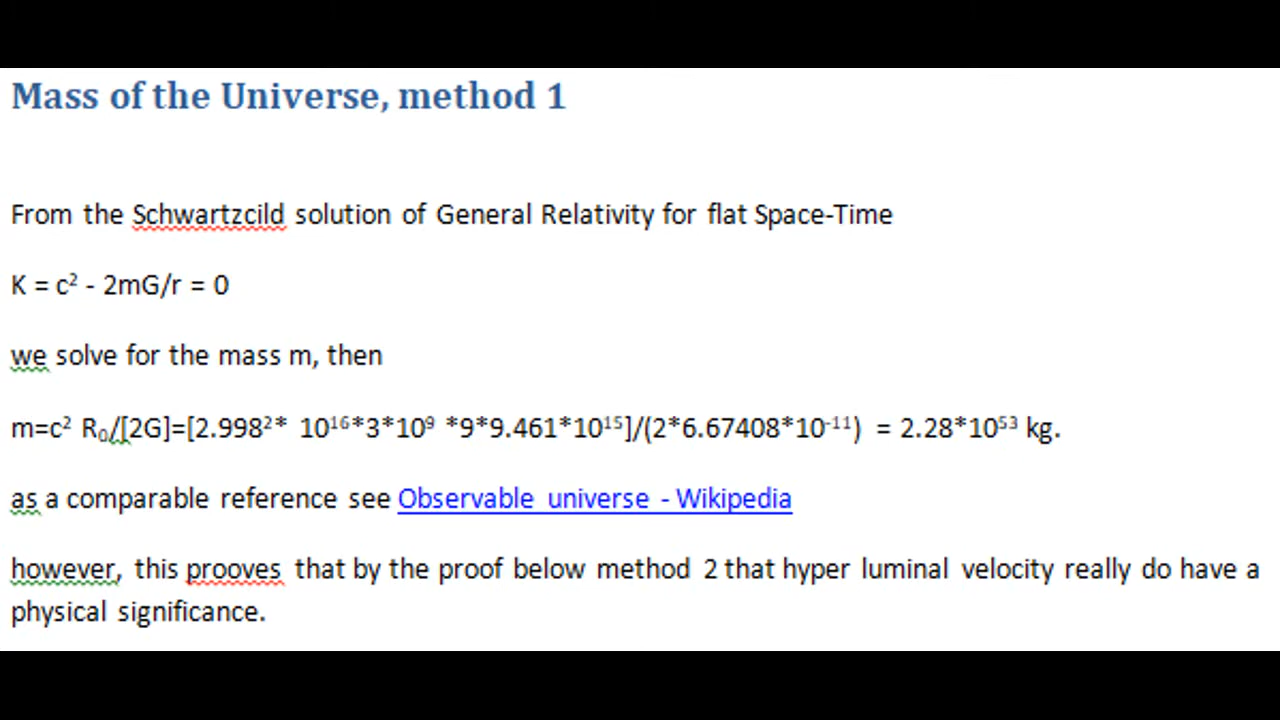 Mass of the Universe, method 1
From the Schwartzcild solution of General Relativity for flat Space-Time
K = c² - 2mG/r = 0
we solve for the mass m, then
m=c² R₀/[2G]=[2.998²* 10¹⁶*3*10⁹ *9*9.461*10¹⁵]/(2*6.67408*10⁻¹¹) = 2.28*10⁵³ kg.
as a comparable reference see Observable universe - Wikipedia
however, this prooves that by the proof below method 2 that hyper luminal velocity really do have a
physical significance.